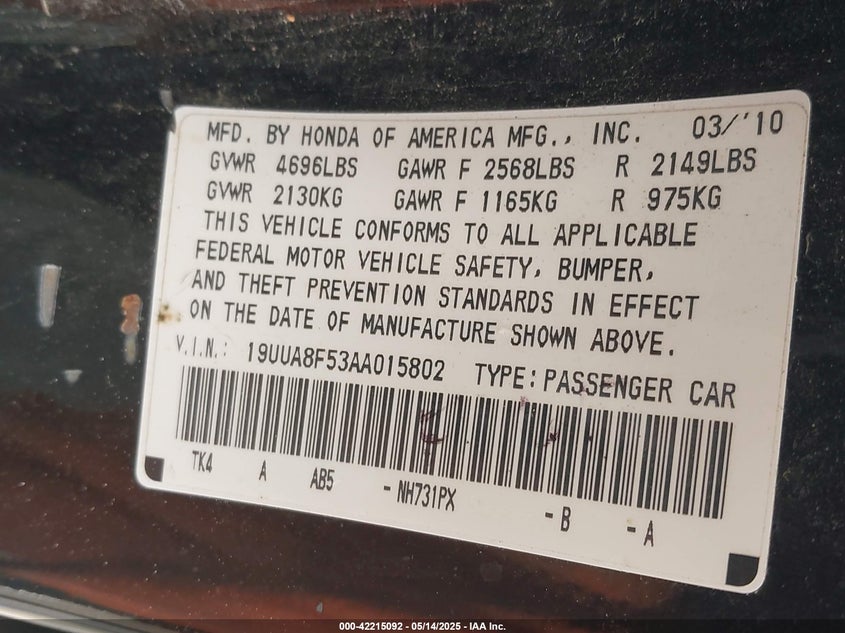 MFD. BY HONDA OF AMERICA MFG., INC. 03/'10
GVWR 4696LBS GAWR F 2568LBS R 2149LBS
GVWR 2130KG GAWR F 1165KG R 975KG
THIS VEHICLE CONFORMS TO ALL APPLICABLE
FEDERAL MOTOR VEHICLE SAFETY, BUMPER,
AND THEFT PREVENTION STANDARDS IN EFFECT
ON THE DATE OF MANUFACTURE SHOWN ABOVE.
V.I.N.: 19UUA8F53AA015802 TYPE: PASSENGER CAR
TK4 A AB5 - NH731PX - B - A
000-42215092 - 05/14/2025 - IAA Inc.